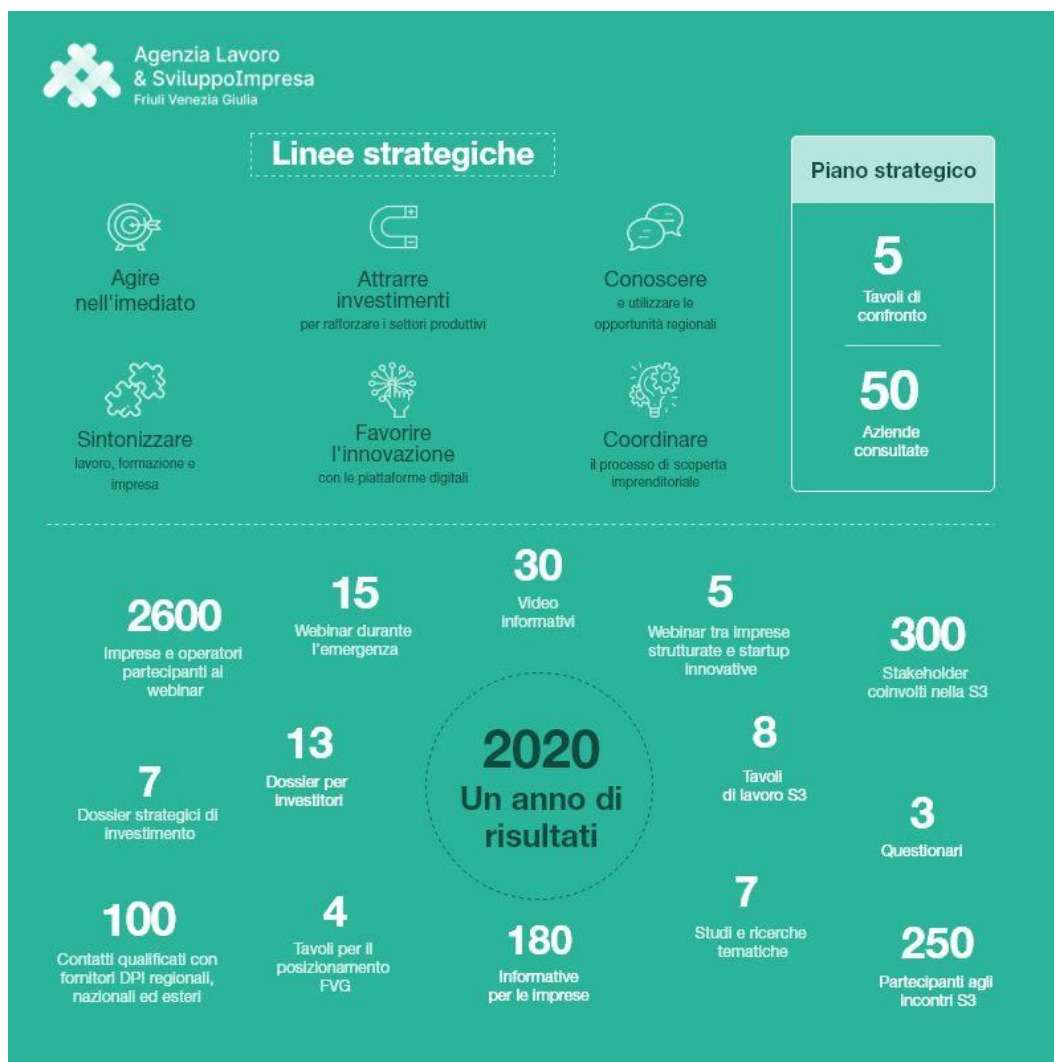 Agenzia Lavoro
& SviluppoImpresa
Friuli Venezia Giulia
Linee strategiche
Agire
nell'imediato
Attrarre
investimenti
per rafforzare i settori produttivi
Conoscere
e utilizzare le
opportunità regionali
Sintonizzare
lavoro, formazione e
impresa
Favorire
l'innovazione
con le piattaforme digitali
Coordinare
il processo di scoperta
imprenditoriale
Piano strategico
5
Tavoli di
confronto
50
Aziende
consultate
2600
Imprese e operatori
partecipanti ai
webinar
15
Webinar durante
l'emergenza
30
Video
informativi
5
Webinar tra imprese
strutturate e startup
innovative
300
Stakeholder
coinvolti nella S3
7
Dossier strategici di
investimento
13
Dossier per
investitori
2020
Un anno di
risultati
8
Tavoli
di lavoro S3
3
Questionari
100
Contatti qualificati con
fornitori DPI regionali,
nazionali ed esteri
4
Tavoli per il
posizionamento
FVG
180
Informative
per le imprese
7
Studi e ricerche
tematiche
250
Partecipanti agli
incontri S3